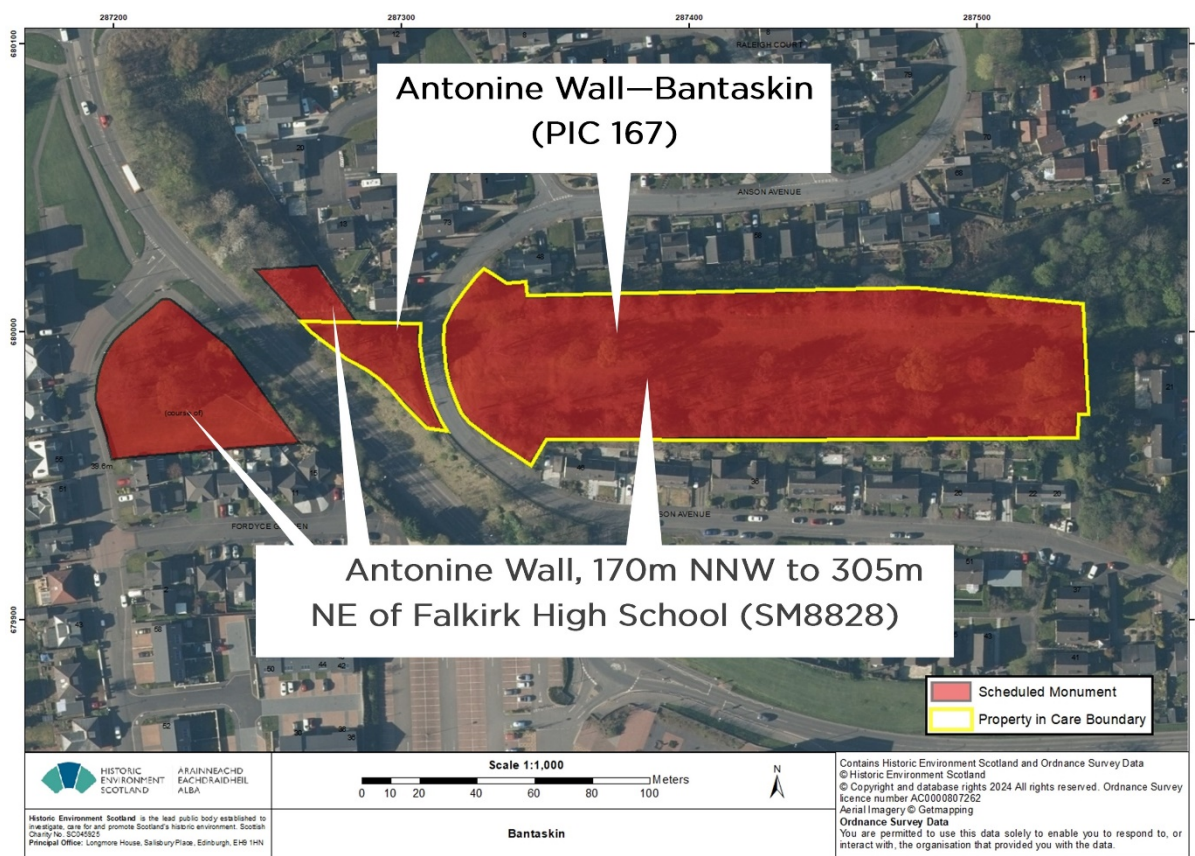 287200
287300
287400
287500
680100
680000
679900
RALEIGH COURT
Antonine Wall—Bantaskin
(PIC 167)
ANSON AVENUE
(course of)
39.6m
FORDYCE
SON AVENUE
Antonine Wall, 170m NNW to 305m
NE of Falkirk High School (SM8828)
Scheduled Monument
Property in Care Boundary
HISTORIC
ENVIRONMENT
SCOTLAND
ÀRAINNEACHD
EACHDRAIDHEIL
ALBA
Historic Environment Scotland is the lead public body established to
investigate, care for and promote Scotland's historic environment. Scottish
Charity No. SC045925
Principal Office: Longmore House, Salisbury Place, Edinburgh, EH9 1HN
Scale 1:1,000
Meters
0 10 20 40 60 80 100
Bantaskin
N
Contains Historic Environment Scotland and Ordnance Survey Data
© Historic Environment Scotland
© Copyright and database rights 2024 All rights reserved. Ordnance Survey
licence number AC0000807262
Aerial Imagery © Getmapping
Ordnance Survey Data
You are permitted to use this data solely to enable you to respond to, or
interact with, the organisation that provided you with the data.